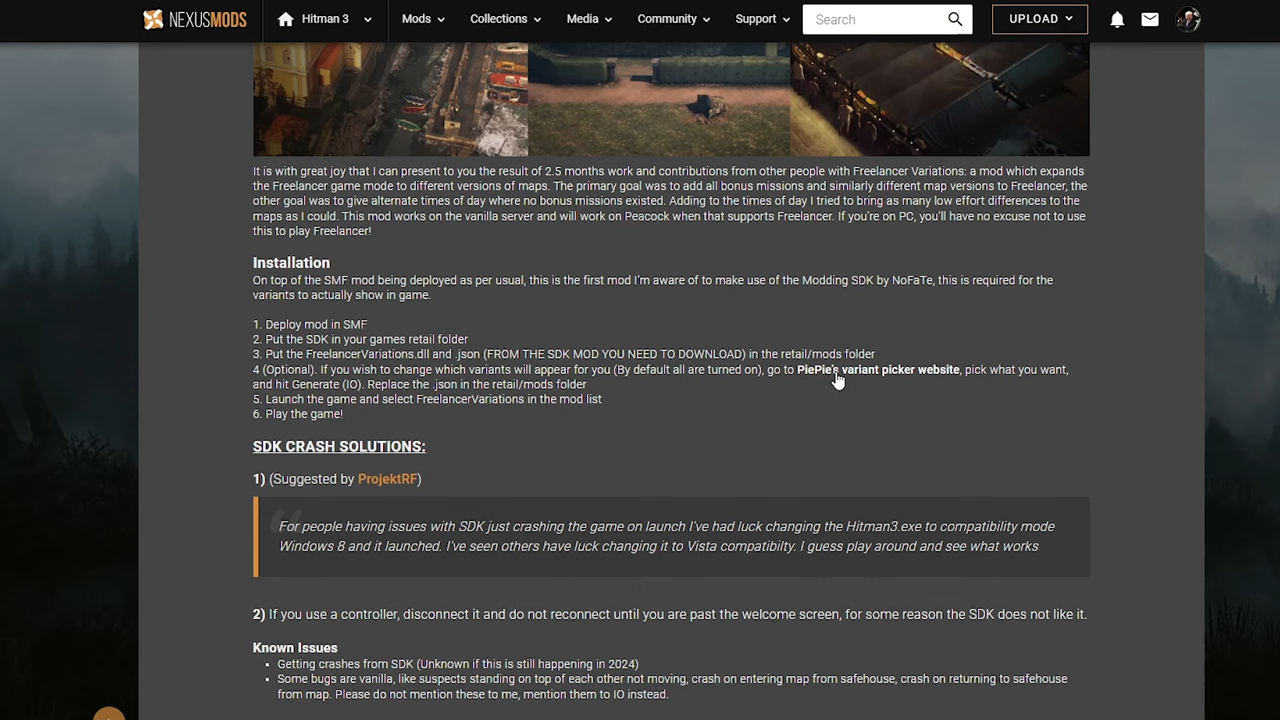 NEXUSMODS Hitman 3 Mods Collections Media Community Support Search UPLOAD
It is with great joy that I can present to you the result of 2.5 months work and contributions from other people with Freelancer Variations: a mod which expands
the Freelancer game mode to different versions of maps. The primary goal was to add all bonus missions and similarly different map versions to Freelancer, the
other goal was to give alternate times of day where no bonus missions existed. Adding to the times of day I tried to bring as many low effort differences to the
maps as I could. This mod works on the vanilla server and will work on Peacock when that supports Freelancer. If you're on PC, you'll have no excuse not to use
this to play Freelancer!
Installation
On top of the SMF mod being deployed as per usual, this is the first mod I'm aware of to make use of the Modding SDK by NoFaTe, this is required for the
variants to actually show in game.
1. Deploy mod in SMF
2. Put the SDK in your games retail folder
3. Put the FreelancerVariations.dll and .json (FROM THE SDK MOD YOU NEED TO DOWNLOAD) in the retail/mods folder
4 (Optional). If you wish to change which variants will appear for you (By default all are turned on), go to PiePie's variant picker website, pick what you want,
and hit Generate (IO). Replace the .json in the retail/mods folder
5. Launch the game and select FreelancerVariations in the mod list
6. Play the game!
SDK CRASH SOLUTIONS:
1) (Suggested by ProjektRF)
For people having issues with SDK just crashing the game on launch I've had luck changing the Hitman3.exe to compatibility mode
Windows 8 and it launched. I've seen others have luck changing it to Vista compatibilty. I guess play around and see what works
2) If you use a controller, disconnect it and do not reconnect until you are past the welcome screen, for some reason the SDK does not like it.
Known Issues
• Getting crashes from SDK (Unknown if this is still happening in 2024)
• Some bugs are vanilla, like suspects standing on top of each other not moving, crash on entering map from safehouse, crash on returning to safehouse
from map. Please do not mention these to me, mention them to IO instead.